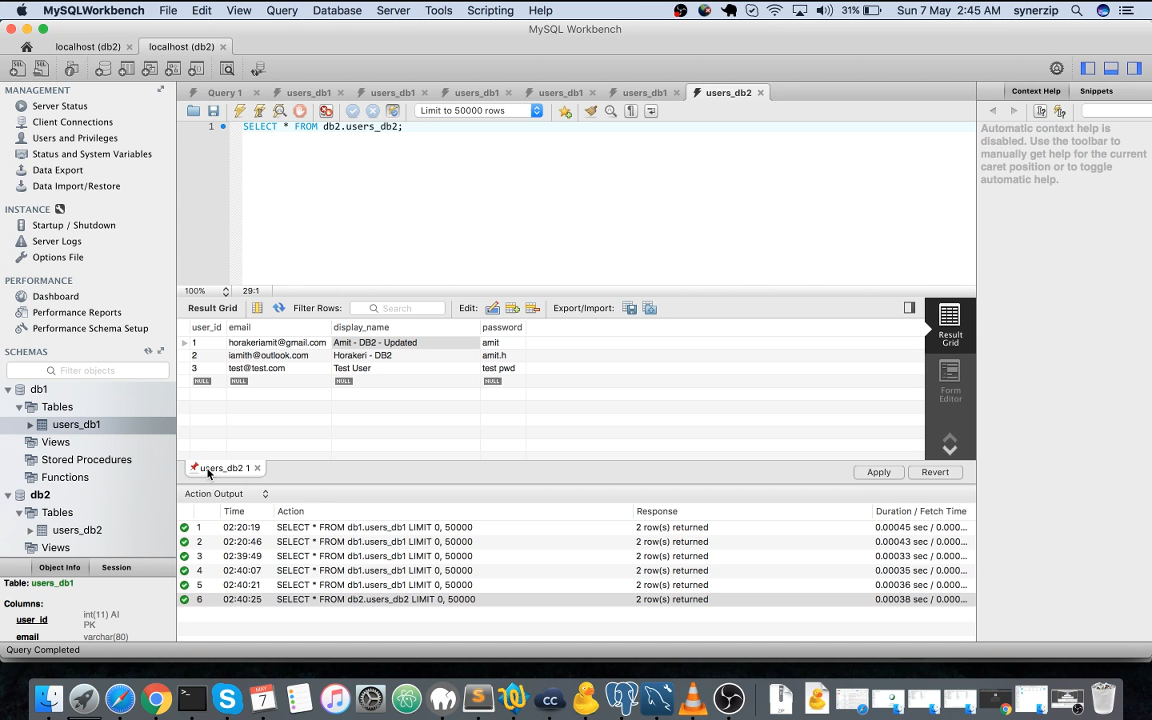 MySQLWorkbench File Edit View Query Database Server Tools Scripting Help 31% Sun 7 May 2:45 AM synerzip
MySQL Workbench
localhost (db2) localhost (db2)
MANAGEMENT
Server Status
Client Connections
Users and Privileges
Status and System Variables
Data Export
Data Import/Restore
INSTANCE
Startup / Shutdown
Server Logs
Options File
PERFORMANCE
Dashboard
Performance Reports
Performance Schema Setup
SCHEMAS
Filter objects
db1
Tables
users_db1
Views
Stored Procedures
Functions
db2
Tables
users_db2
Views
Object Info Session
Table: users_db1
Columns:
user_id int(11) AI
PK
email varchar(80)
Query Completed
Query 1 users_db1 users_db1 users_db1 users_db1 users_db1 users_db2
Limit to 50000 rows
1 SELECT * FROM db2.users_db2;
100% 29:1
Result Grid Filter Rows: Search Edit: Export/Import:
user_id email display_name password
1 horakeriamit@gmail.com Amit - DB2 - Updated amit
2 iamith@outlook.com Horakeri - DB2 amit.h
3 test@test.com Test User test pwd
NULL NULL NULL NULL
Result
Grid
Form
Editor
users_db2 1 Apply Revert
Action Output
Time Action Response Duration / Fetch Time
1 02:20:19 SELECT * FROM db1.users_db1 LIMIT 0, 50000 2 row(s) returned 0.00045 sec / 0.000...
2 02:20:46 SELECT * FROM db1.users_db1 LIMIT 0, 50000 2 row(s) returned 0.00043 sec / 0.000...
3 02:39:49 SELECT * FROM db1.users_db1 LIMIT 0, 50000 2 row(s) returned 0.00033 sec / 0.000...
4 02:40:07 SELECT * FROM db1.users_db1 LIMIT 0, 50000 2 row(s) returned 0.00035 sec / 0.000...
5 02:40:21 SELECT * FROM db1.users_db1 LIMIT 0, 50000 2 row(s) returned 0.00036 sec / 0.000...
6 02:40:25 SELECT * FROM db2.users_db2 LIMIT 0, 50000 2 row(s) returned 0.00038 sec / 0.000...
Context Help Snippets
Automatic context help is
disabled. Use the toolbar to
manually get help for the current
caret position or to toggle
automatic help.